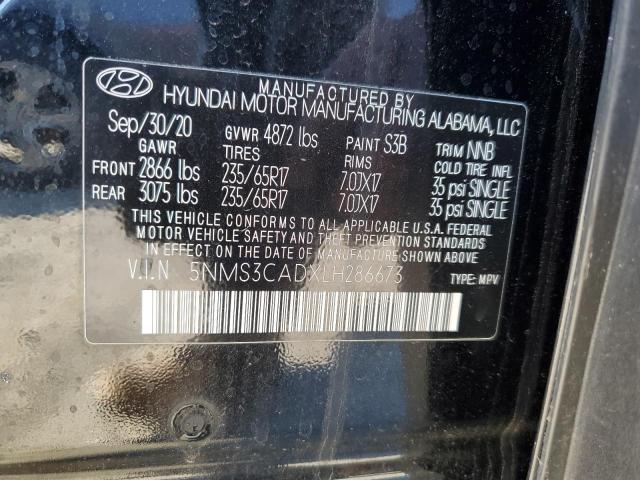 MANUFACTURED BY
HYUNDAI MOTOR MANUFACTURING ALABAMA, LLC
Sep/30/20 GVWR 4872 lbs PAINT S3B TRIM NNB
GAWR TIRES RIMS COLD TIRE INFL
FRONT 2866 lbs 235/65R17 7.0JX17 35 psi SINGLE
REAR 3075 lbs 235/65R17 7.0JX17 35 psi SINGLE
THIS VEHICLE CONFORMS TO ALL APPLICABLE U.S.A. FEDERAL
MOTOR VEHICLE SAFETY AND THEFT PREVENTION STANDARDS
IN EFFECT ON THE DATE OF MANUFACTURE SHOWN ABOVE.
V.I.N 5NMS3CADXLH286673 TYPE: MPV